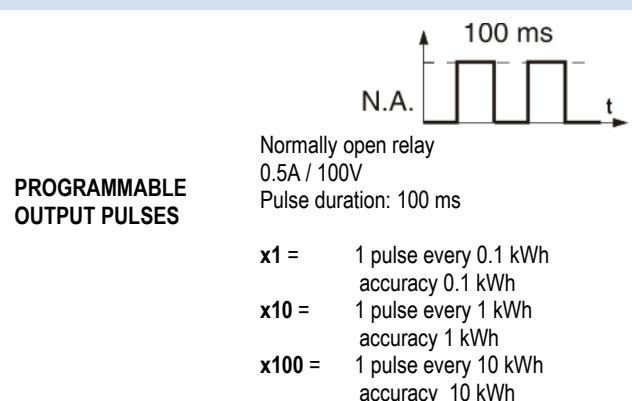 100 ms
N.A.
t
Normally open relay
0.5A / 100V
Pulse duration: 100 ms
PROGRAMMABLE
OUTPUT PULSES
x1 = 1 pulse every 0.1 kWh
accuracy 0.1 kWh
x10 = 1 pulse every 1 kWh
accuracy 1 kWh
x100 = 1 pulse every 10 kWh
accuracy 10 kWh